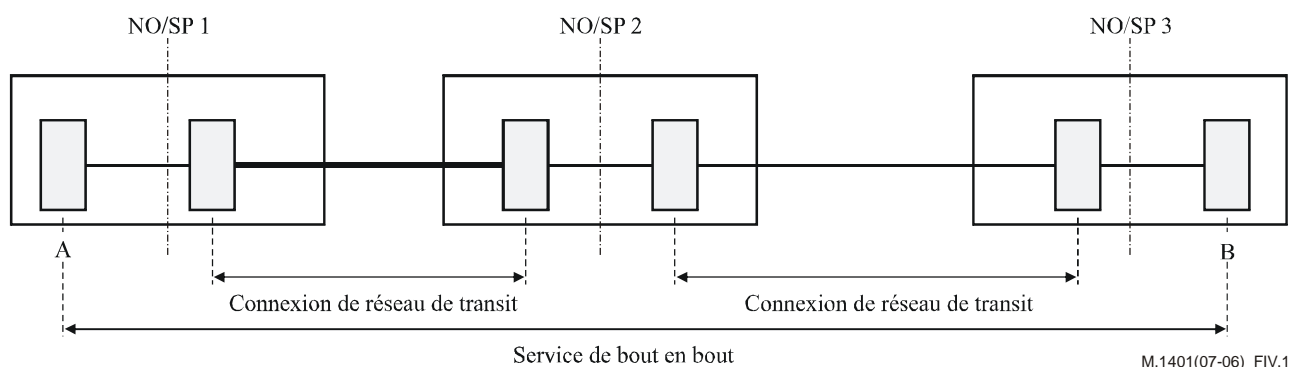 NO/SP 1
NO/SP 2
NO/SP 3
A
B
Connexion de réseau de transit
Connexion de réseau de transit
Service de bout en bout
M.1401(07-06)_FIV.1